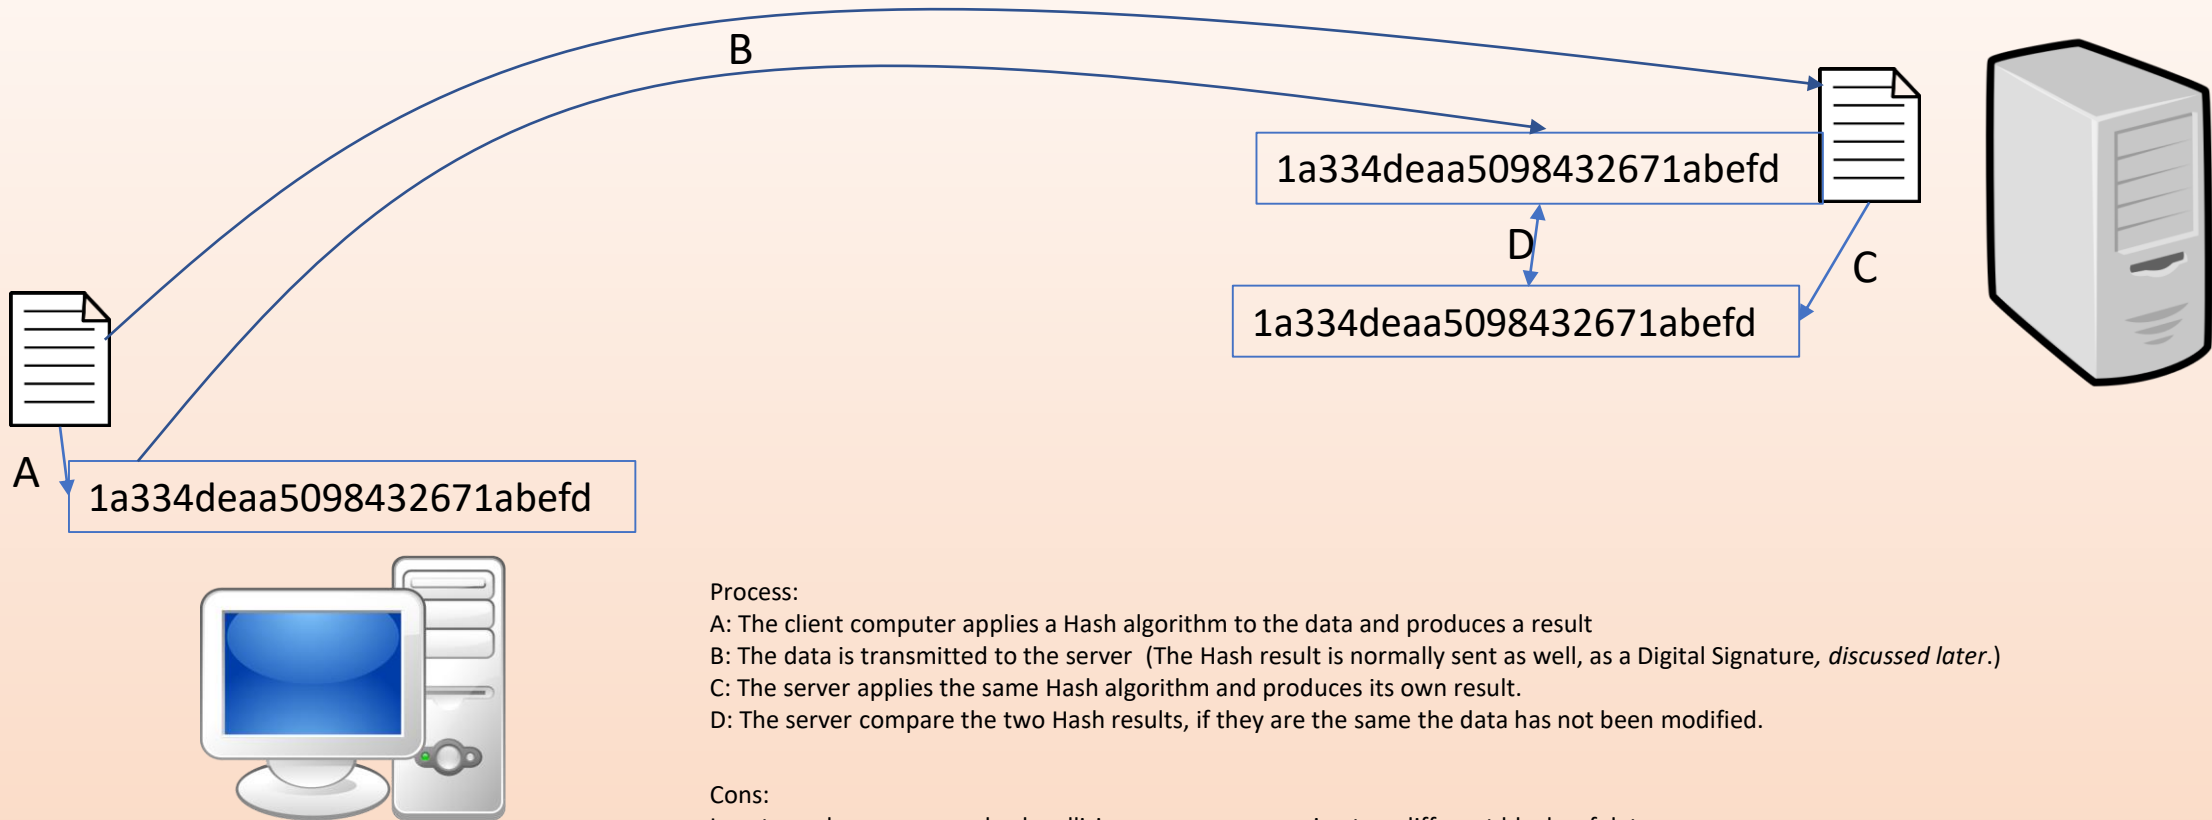 B
1a334deaa5098432671abefd
D
C
1a334deaa5098432671abefd
A
1a334deaa5098432671abefd
Process:
A: The client computer applies a Hash algorithm to the data and produces a result
B: The data is transmitted to the server (The Hash result is normally sent as well, as a Digital Signature, discussed later.)
C: The server applies the same Hash algorithm and produces its own result.
D: The server compare the two Hash results, if they are the same the data has not been modified.
Cons: